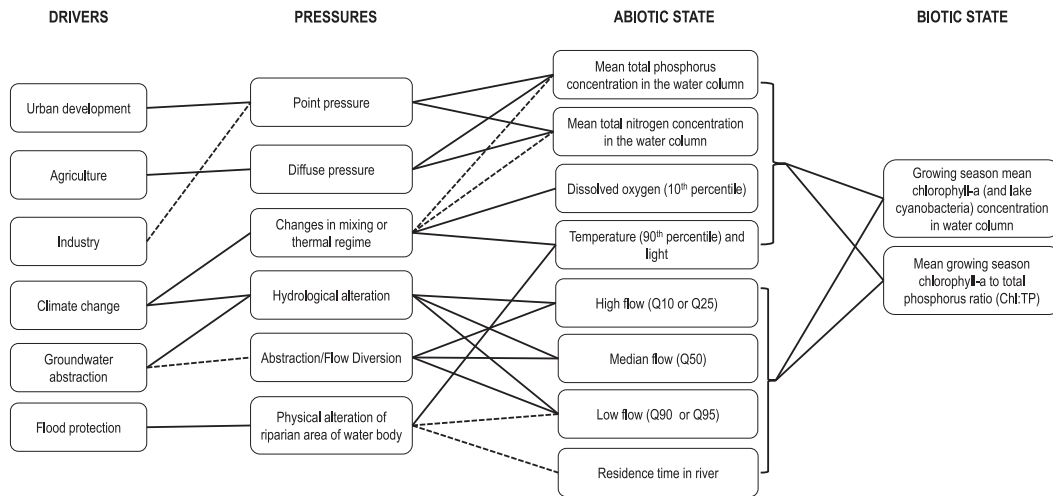 DRIVERS
PRESSURES
ABIOTIC STATE
BIOTIC STATE
Urban development
Agriculture
Industry
Climate change
Groundwater
abstraction
Flood protection
Point pressure
Diffuse pressure
Changes in mixing or
thermal regime
Hydrological alteration
Abstraction/Flow Diversion
Physical alteration of
riparian area of water body
Mean total phosphorus
concentration in the water column
Mean total nitrogen concentration
in the water column
Dissolved oxygen (10th percentile)
Temperature (90th percentile) and
light
High flow (Q10 or Q25)
Median flow (Q50)
Low flow (Q90 or Q95)
Residence time in river
Growing season mean
chlorophyll-a (and lake
cyanobacteria) concentration
in water column
Mean growing season
chlorophyll-a to total
phosphorus ratio (Chl:TP)